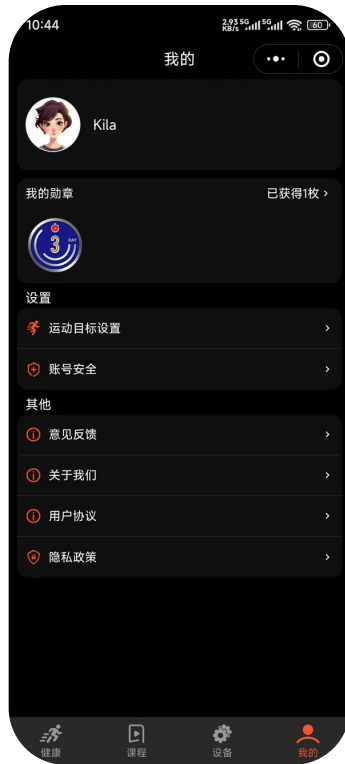 10:44
2.93 KB/s 5G 5G 60
我的
Kila
我的勋章 已获得1枚
3 DAY
设置
运动目标设置
账号安全
其他
意见反馈
关于我们
用户协议
隐私政策
健康 课程 设备 我的